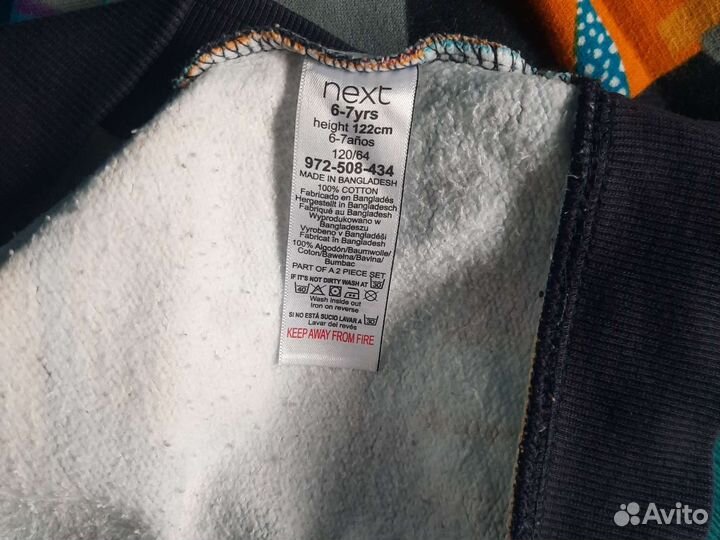 next
6-7yrs
height 122cm
6-7años
120/64
972-508-434
MADE IN BANGLADESH
100% COTTON
Fabricado en Bangladés
Hergestellt in Bangladesch
Fabriqué au Bangladesh
Wyprodukowano w
Bangladeszu
Vyrobeno v Bangladéši
Fabricat în Bangladesh
100% Algodón/Baumwolle/
Coton/Bawełna/Bavlna/
Bumbac
PART OF A 2 PIECE SET
IF IT'S NOT DIRTY WASH AT 30
40
Wash inside out
Iron on reverse
SI NO ESTÁ SUCIO LAVAR A 30
Lavar del revés
KEEP AWAY FROM FIRE
Avito